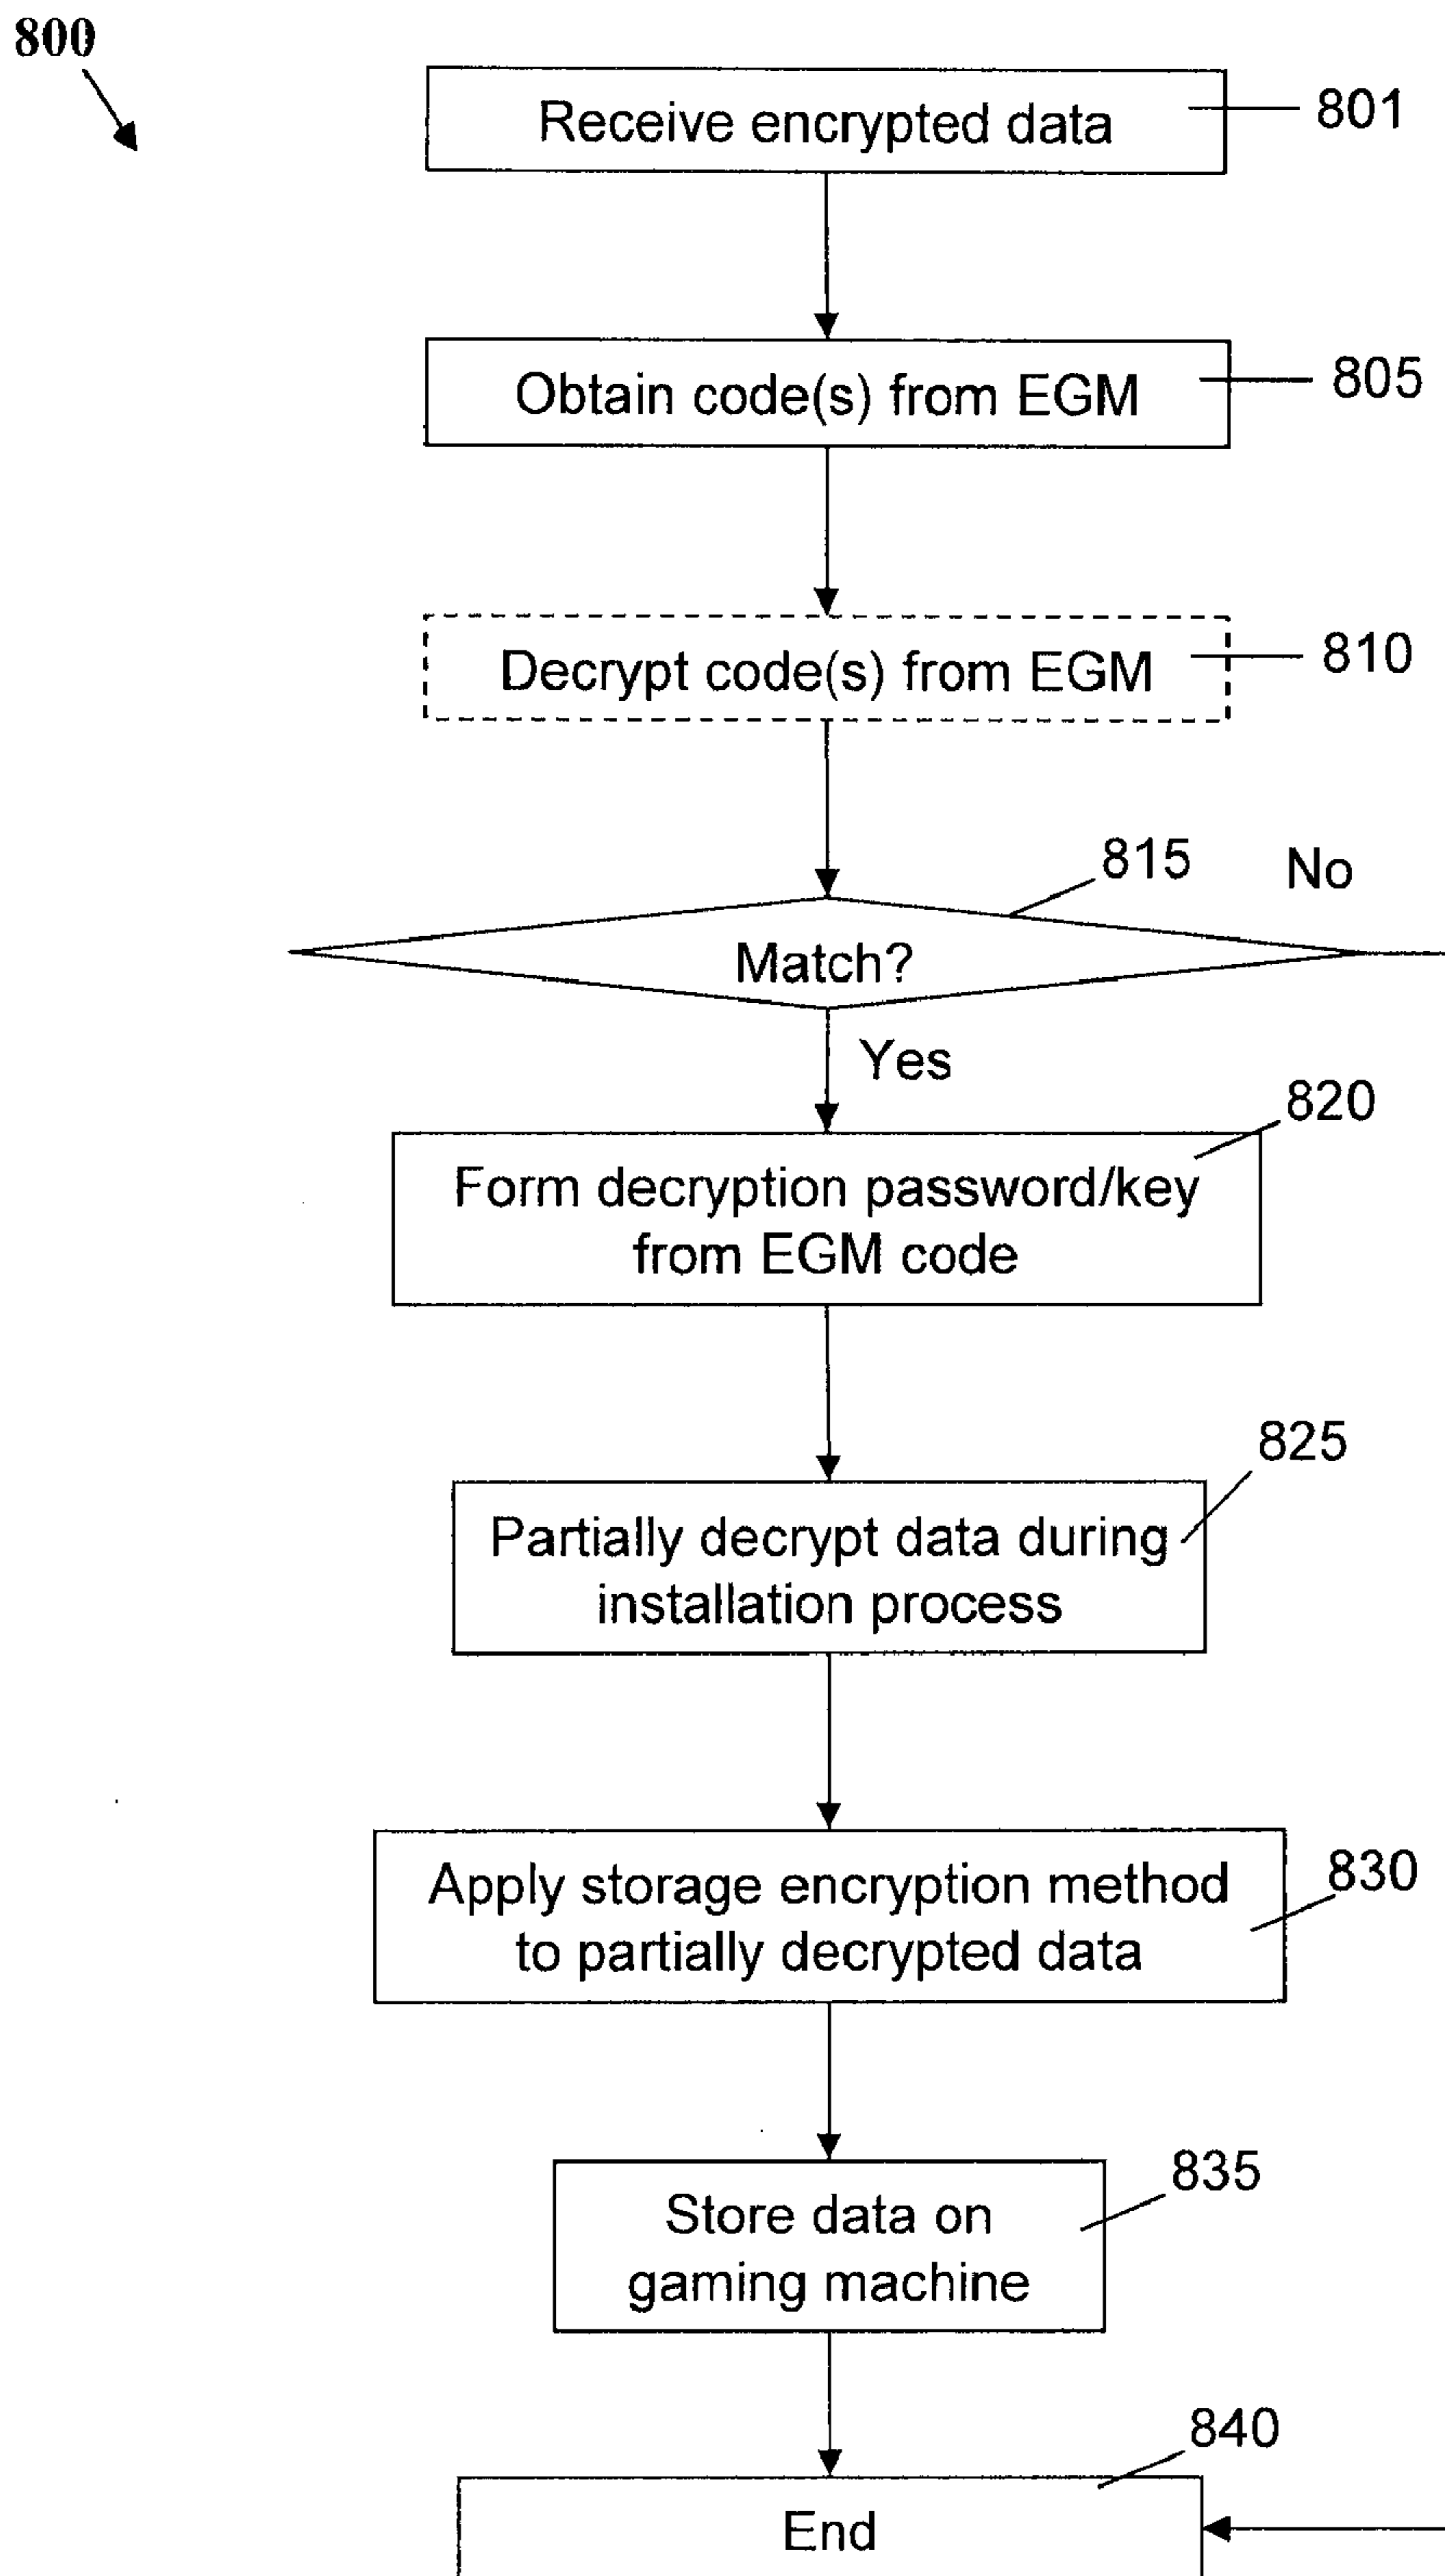 800
Receive encrypted data
801
Obtain code(s) from EGM
805
Decrypt code(s) from EGM
810
815
No
Match?
Yes
820
Form decryption password/key
from EGM code
825
Partially decrypt data during
installation process
830
Apply storage encryption method
to partially decrypted data
835
Store data on
gaming machine
840
End